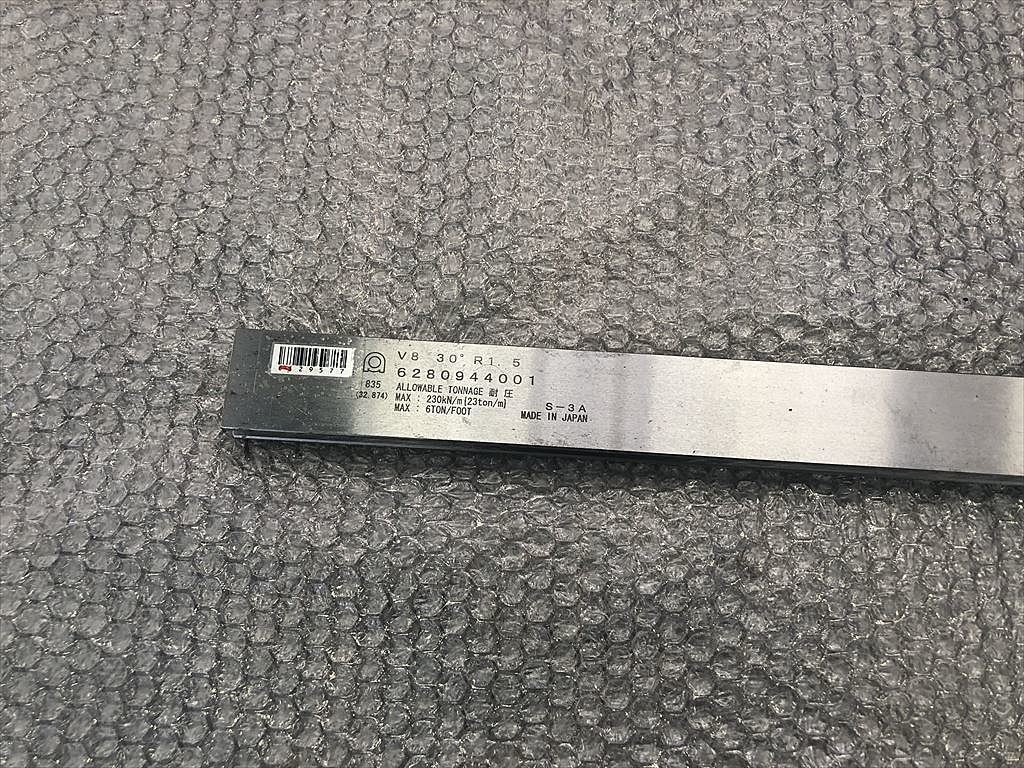 29577
V8 30° R1.5
6280944001
835
(32.874)
ALLOWABLE TONNAGE 耐圧
MAX : 230kN/m[23ton/m]
MAX : 6TON/FOOT
S-3A
MADE IN JAPAN